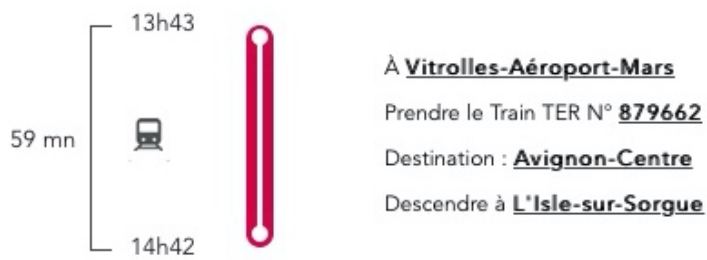 13h43
59 mn
14h42
À Vitrolles-Aéroport-Mars
Prendre le Train TER N° 879662
Destination : Avignon-Centre
Descendre à L'Isle-sur-Sorgue